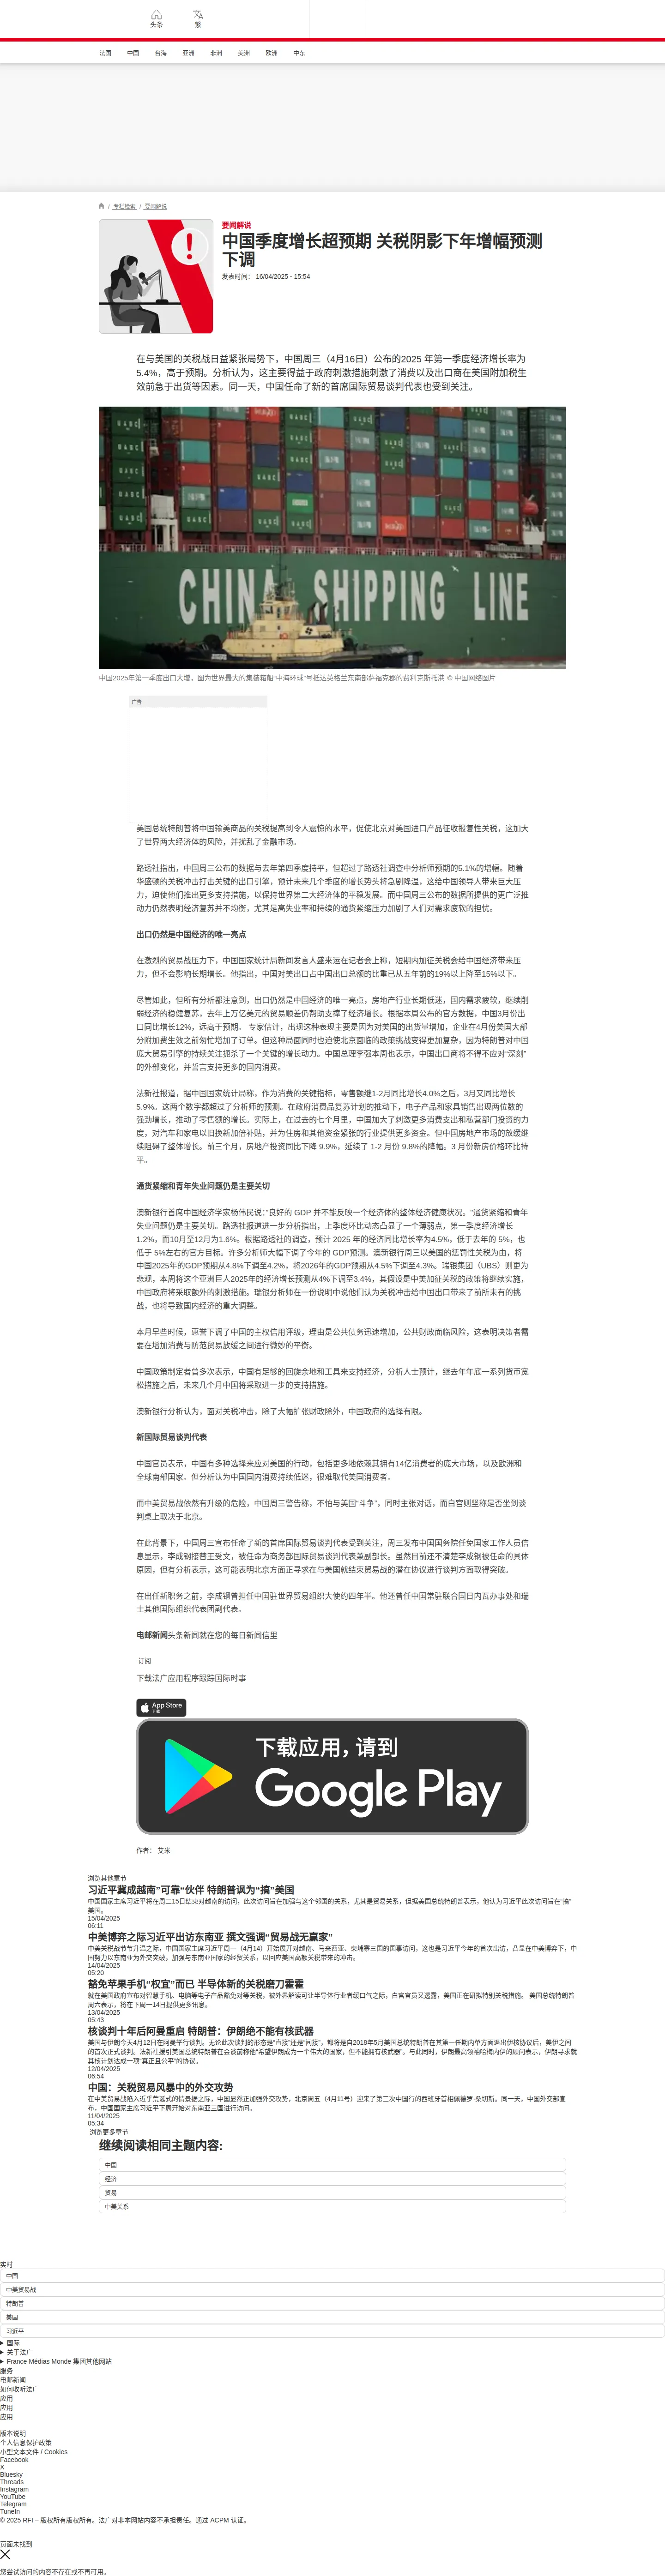 头条
繁
法国
中国
台海
亚洲
非洲
美洲
欧洲
中东
/ 专栏检索 / 要闻解说
要闻解说
中国季度增长超预期 关税阴影下年增幅预测
下调
发表时间： 16/04/2025 - 15:54
在与美国的关税战日益紧张局势下，中国周三（4月16日）公布的2025 年第一季度经济增长率为
5.4%，高于预期。分析认为，这主要得益于政府刺激措施刺激了消费以及出口商在美国附加税生
效前急于出货等因素。同一天，中国任命了新的首席国际贸易谈判代表也受到关注。
CHINA SHIPPING LINE
中国2025年第一季度出口大增，图为世界最大的集装箱船“中海环球”号抵达英格兰东南部萨福克郡的费利克斯托港 © 中国网络图片
广告
美国总统特朗普将中国输美商品的关税提高到令人震惊的水平，促使北京对美国进口产品征收报复性关税，这加大
了世界两大经济体的风险，并扰乱了金融市场。
路透社指出，中国周三公布的数据与去年第四季度持平，但超过了路透社调查中分析师预期的5.1%的增幅。随着
华盛顿的关税冲击打击关键的出口引擎，预计未来几个季度的增长势头将急剧降温，这给中国领导人带来巨大压
力，迫使他们推出更多支持措施，以保持世界第二大经济体的平稳发展。而中国周三公布的数据所提供的更广泛推
动力仍然表明经济复苏并不均衡，尤其是高失业率和持续的通货紧缩压力加剧了人们对需求疲软的担忧。
出口仍然是中国经济的唯一亮点
在激烈的贸易战压力下，中国国家统计局新闻发言人盛来运在记者会上称，短期内加征关税会给中国经济带来压
力，但不会影响长期增长。他指出，中国对美出口占中国出口总额的比重已从五年前的19%以上降至15%以下。
尽管如此，但所有分析都注意到，出口仍然是中国经济的唯一亮点，房地产行业长期低迷，国内需求疲软，继续削
弱经济的稳健复苏，去年上万亿美元的贸易顺差仍帮助支撑了经济增长。根据本周公布的官方数据，中国3月份出
口同比增长12%，远高于预期。 专家估计，出现这种表现主要是因为对美国的出货量增加，企业在4月份美国大部
分附加费生效之前匆忙增加了订单。但这种局面同时也迫使北京面临的政策挑战变得更加复杂，因为特朗普对中国
庞大贸易引擎的持续关注扼杀了一个关键的增长动力。中国总理李强本周也表示，中国出口商将不得不应对“深刻”
的外部变化，并誓言支持更多的国内消费。
法新社报道，据中国国家统计局称，作为消费的关键指标，零售额继1-2月同比增长4.0%之后，3月又同比增长
5.9%。这两个数字都超过了分析师的预测。在政府消费品复苏计划的推动下，电子产品和家具销售出现两位数的
强劲增长，推动了零售额的增长。实际上，在过去的七个月里，中国加大了刺激更多消费支出和私营部门投资的力
度，对汽车和家电以旧换新加倍补贴，并为住房和其他资金紧张的行业提供更多资金。但中国房地产市场的放缓继
续阻碍了整体增长。前三个月，房地产投资同比下降 9.9%，延续了 1-2 月份 9.8%的降幅。3 月份新房价格环比持
平。
通货紧缩和青年失业问题仍是主要关切
澳新银行首席中国经济学家杨伟民说:“良好的 GDP 并不能反映一个经济体的整体经济健康状况。”通货紧缩和青年
失业问题仍是主要关切。路透社报道进一步分析指出，上季度环比动态凸显了一个薄弱点，第一季度经济增长
1.2%，而10月至12月为1.6%。根据路透社的调查，预计 2025 年的经济同比增长率为4.5%，低于去年的 5%，也
低于 5%左右的官方目标。许多分析师大幅下调了今年的 GDP预测。澳新银行周三以美国的惩罚性关税为由，将
中国2025年的GDP预期从4.8%下调至4.2%，将2026年的GDP预期从4.5%下调至4.3%。瑞银集团（UBS）则更为
悲观，本周将这个亚洲巨人2025年的经济增长预测从4%下调至3.4%，其假设是中美加征关税的政策将继续实施，
中国政府将采取额外的刺激措施。瑞银分析师在一份说明中说他们认为关税冲击给中国出口带来了前所未有的挑
战，也将导致国内经济的重大调整。
本月早些时候，惠誉下调了中国的主权信用评级，理由是公共债务迅速增加，公共财政面临风险，这表明决策者需
要在增加消费与防范贸易放缓之间进行微妙的平衡。
中国政策制定者曾多次表示，中国有足够的回旋余地和工具来支持经济，分析人士预计，继去年年底一系列货币宽
松措施之后，未来几个月中国将采取进一步的支持措施。
澳新银行分析认为，面对关税冲击，除了大幅扩张财政除外，中国政府的选择有限。
新国际贸易谈判代表
中国官员表示，中国有多种选择来应对美国的行动，包括更多地依赖其拥有14亿消费者的庞大市场，以及欧洲和
全球南部国家。但分析认为中国国内消费持续低迷，很难取代美国消费者。
而中美贸易战依然有升级的危险，中国周三警告称，不怕与美国“斗争”，同时主张对话，而白宫则坚称是否坐到谈
判桌上取决于北京。
在此背景下，中国周三宣布任命了新的首席国际贸易谈判代表受到关注，周三发布中国国务院任免国家工作人员信
息显示，李成钢接替王受文，被任命为商务部国际贸易谈判代表兼副部长。虽然目前还不清楚李成钢被任命的具体
原因，但有分析表示，这可能表明北京方面正寻求在与美国就结束贸易战的潜在协议进行谈判方面取得突破。
在出任新职务之前，李成钢曾担任中国驻世界贸易组织大使约四年半。他还曾任中国常驻联合国日内瓦办事处和瑞
士其他国际组织代表团副代表。
电邮新闻头条新闻就在您的每日新闻信里
订阅
下载法广应用程序跟踪国际时事
App Store
下载
下载应用，请到
Google Play
作者： 艾米
浏览其他章节
习近平冀成越南”可靠“伙伴 特朗普讽为“搞”美国
中国国家主席习近平将在周二15日结束对越南的访问，此次访问旨在加强与这个邻国的关系，尤其是贸易关系，但据美国总统特朗普表示，他认为习近平此次访问旨在“搞”
美国。
15/04/2025
06:11
中美博弈之际习近平出访东南亚 撰文强调“贸易战无赢家”
中美关税战节节升温之际，中国国家主席习近平周一（4月14）开始展开对越南、马来西亚、柬埔寨三国的国事访问，这也是习近平今年的首次出访，凸显在中美博弈下，中
国努力以东南亚为外交突破，加强与东南亚国家的经贸关系，以回应美国高额关税带来的冲击。
14/04/2025
05:20
豁免苹果手机“权宜”而已 半导体新的关税磨刀霍霍
就在美国政府宣布对智慧手机、电脑等电子产品豁免对等关税，被外界解读可让半导体行业者缓口气之际，白宫官员又透露，美国正在研拟特别关税措施。 美国总统特朗普
周六表示，将在下周一14日提供更多讯息。
13/04/2025
05:43
核谈判十年后阿曼重启 特朗普：伊朗绝不能有核武器
美国与伊朗今天4月12日在阿曼举行谈判。无论此次谈判的形态是“直接”还是“间接”，都将是自2018年5月美国总统特朗普在其第一任期内单方面退出伊核协议后，美伊之间
的首次正式谈判。法新社援引美国总统特朗普在会谈前称他“希望伊朗成为一个伟大的国家，但不能拥有核武器”。与此同时，伊朗最高领袖哈梅内伊的顾问表示，伊朗寻求就
其核计划达成一项“真正且公平”的协议。
12/04/2025
06:54
中国：关税贸易风暴中的外交攻势
在中美贸易战陷入近乎荒诞式的情景据之际，中国显然正加强外交攻势，北京周五（4月11号）迎来了第三次中国行的西班牙首相佩德罗·桑切斯。同一天，中国外交部宣
布，中国国家主席习近平下周开始对东南亚三国进行访问。
11/04/2025
05:34
浏览更多章节
继续阅读相同主题内容:
中国
经济
贸易
中美关系
实时
中国
中美贸易战
特朗普
美国
习近平
国际
关于法广
France Médias Monde 集团其他网站
服务
电邮新闻
如何收听法广
应用
应用
应用
版本说明
个人信息保护政策
小型文本文件 / Cookies
Facebook
X
Bluesky
Threads
Instagram
YouTube
Telegram
TuneIn
© 2025 RFI – 版权所有版权所有。法广对非本网站内容不承担责任。通过 ACPM 认证。
页面未找到
您尝试访问的内容不存在或不再可用。